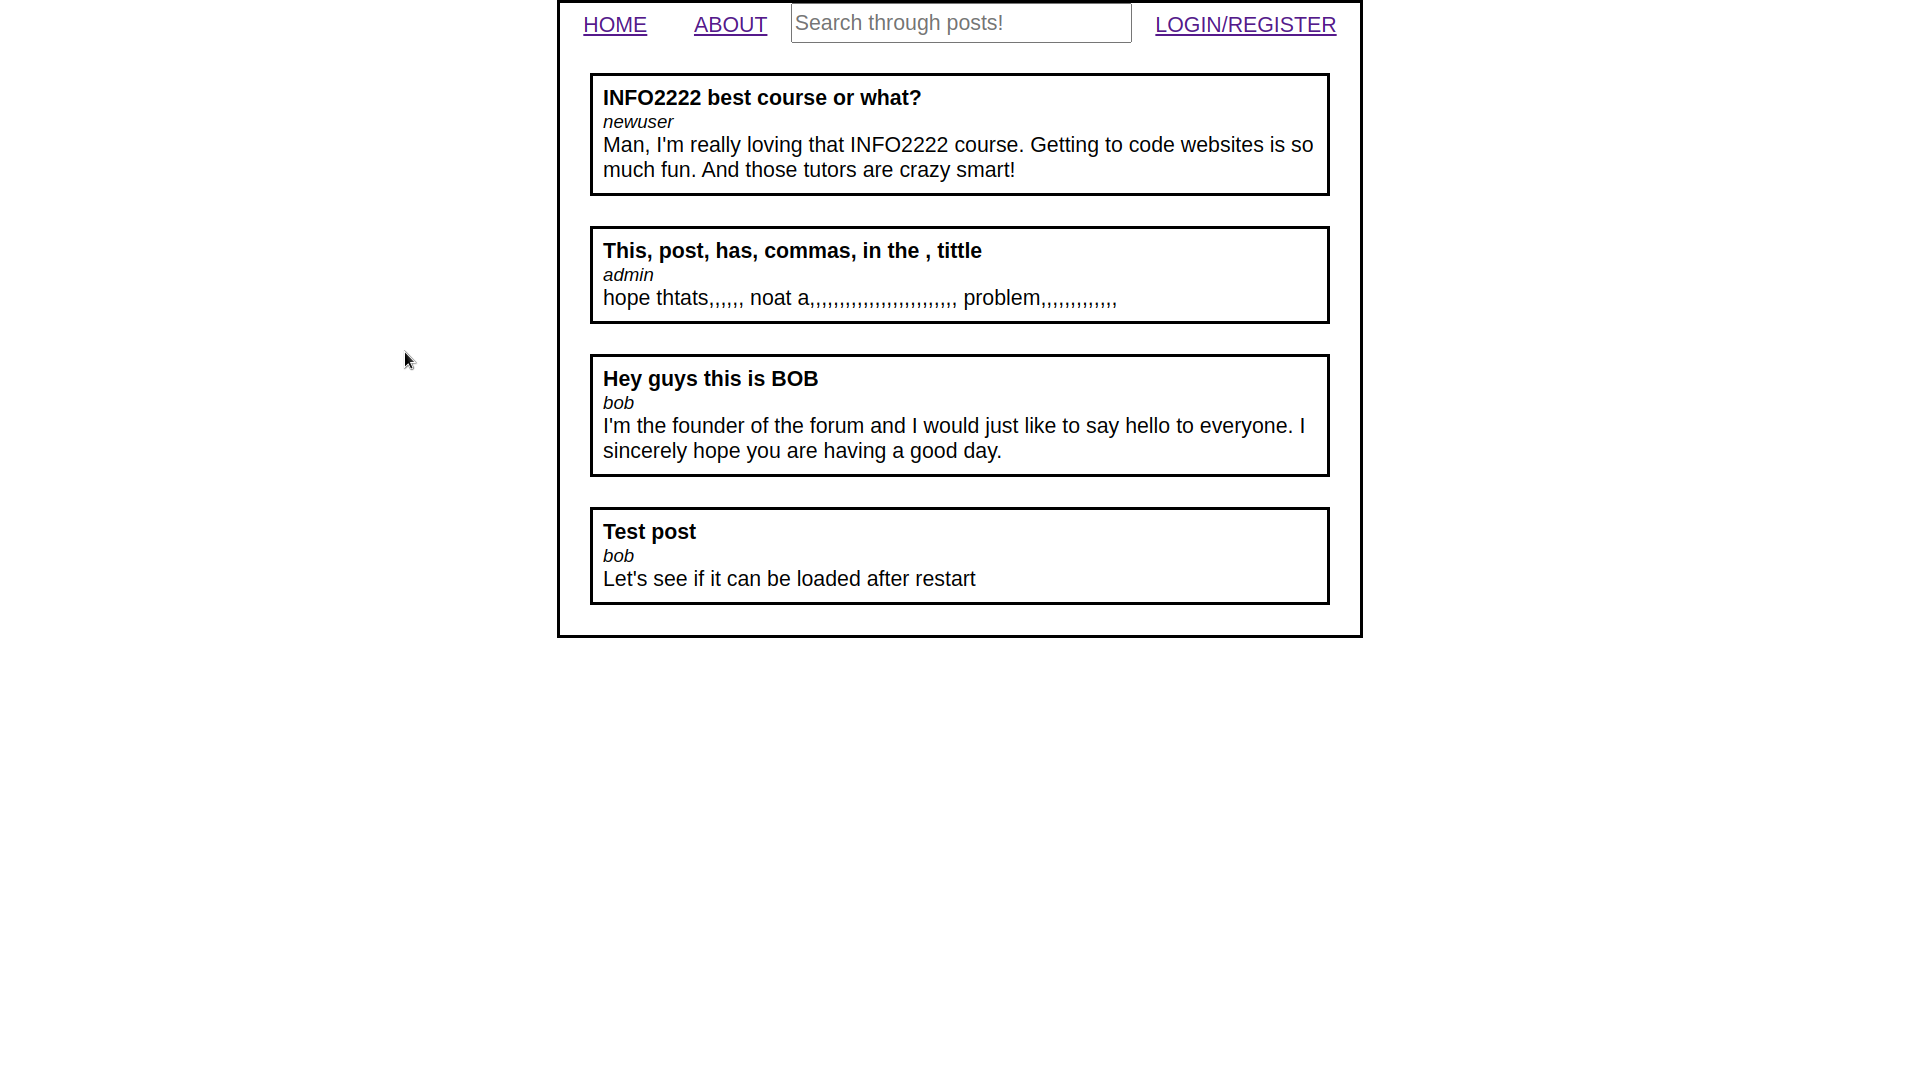 HOME ABOUT Search through posts! LOGIN/REGISTER
INFO2222 best course or what?
newuser
Man, I'm really loving that INFO2222 course. Getting to code websites is so
much fun. And those tutors are crazy smart!
This, post, has, commas, in the , tittle
admin
hope thtats,,,,,, noat a,,,,,,,,,,,,,,,,,,,,,,,,, problem,,,,,,,,,,,,,
Hey guys this is BOB
bob
I'm the founder of the forum and I would just like to say hello to everyone. I
sincerely hope you are having a good day.
Test post
bob
Let's see if it can be loaded after restart